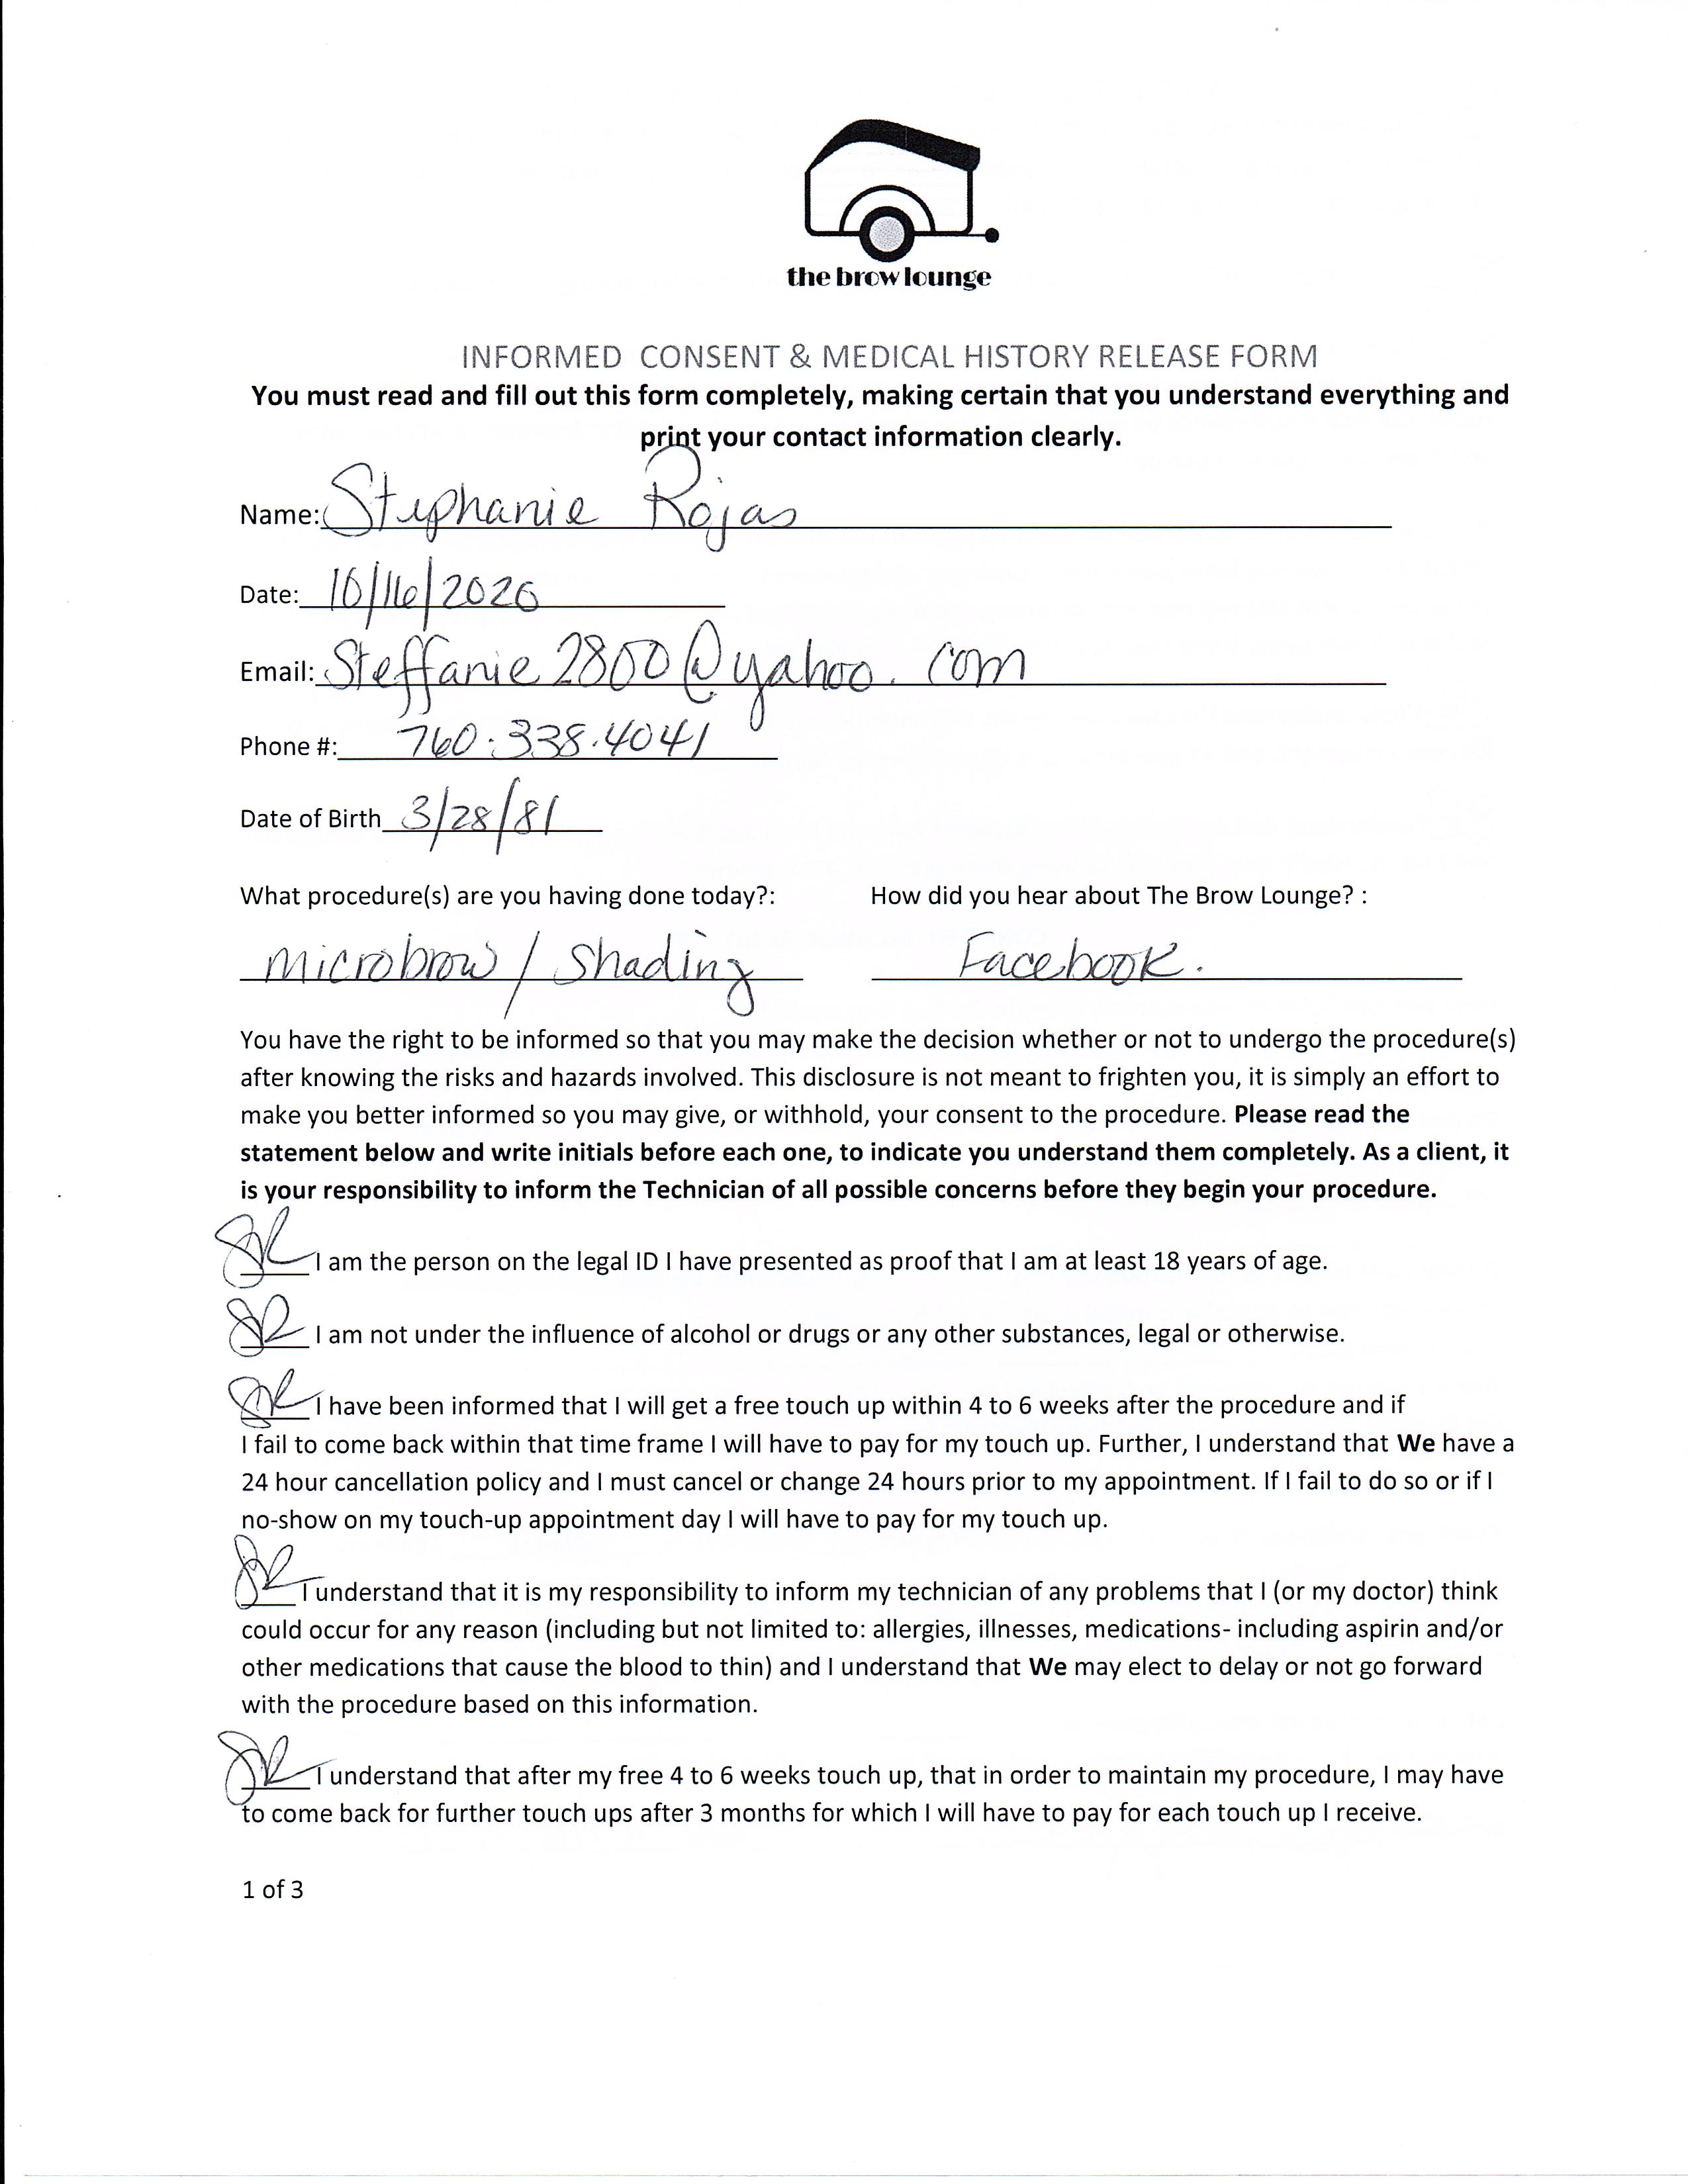 the brow lounge
INFORMED CONSENT & MEDICAL HISTORY RELEASE FORM
You must read and fill out this form completely, making certain that you understand everything and
print your contact information clearly.
Name: Stephanie Rojas
Date: 10/16/2020
Email: Steffanie2800@yahoo.com
Phone #: 760.338.4041
Date of Birth 3/28/81
What procedure(s) are you having done today?: How did you hear about The Brow Lounge? :
microbrow / shading Facebook.
You have the right to be informed so that you may make the decision whether or not to undergo the procedure(s)
after knowing the risks and hazards involved. This disclosure is not meant to frighten you, it is simply an effort to
make you better informed so you may give, or withhold, your consent to the procedure. Please read the
statement below and write initials before each one, to indicate you understand them completely. As a client, it
is your responsibility to inform the Technician of all possible concerns before they begin your procedure.
SR I am the person on the legal ID I have presented as proof that I am at least 18 years of age.
SR I am not under the influence of alcohol or drugs or any other substances, legal or otherwise.
SR I have been informed that I will get a free touch up within 4 to 6 weeks after the procedure and if
I fail to come back within that time frame I will have to pay for my touch up. Further, I understand that We have a
24 hour cancellation policy and I must cancel or change 24 hours prior to my appointment. If I fail to do so or if I
no-show on my touch-up appointment day I will have to pay for my touch up.
SR I understand that it is my responsibility to inform my technician of any problems that I (or my doctor) think
could occur for any reason (including but not limited to: allergies, illnesses, medications- including aspirin and/or
other medications that cause the blood to thin) and I understand that We may elect to delay or not go forward
with the procedure based on this information.
SR I understand that after my free 4 to 6 weeks touch up, that in order to maintain my procedure, I may have
to come back for further touch ups after 3 months for which I will have to pay for each touch up I receive.
1 of 3